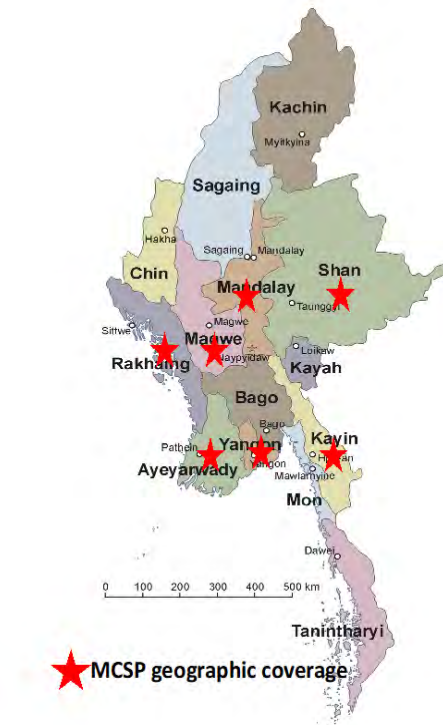 Kachin
Myitkyina
Sagaing
Hakha
Sagaing
Mandalay
Chin
Shan
Mandalay
Taunggyi
Magwe
Sittwe
Magwe
Loikaw
Naypyidaw
Rakhaing
Kayah
Bago
Bago
Kayin
Pathein
Yangon
Yangon
Ayeyarwady
Mawlamyine
Mon
Dawei
0 100 200 300 400 500 km
Tanintharyi
MCSP geographic coverage